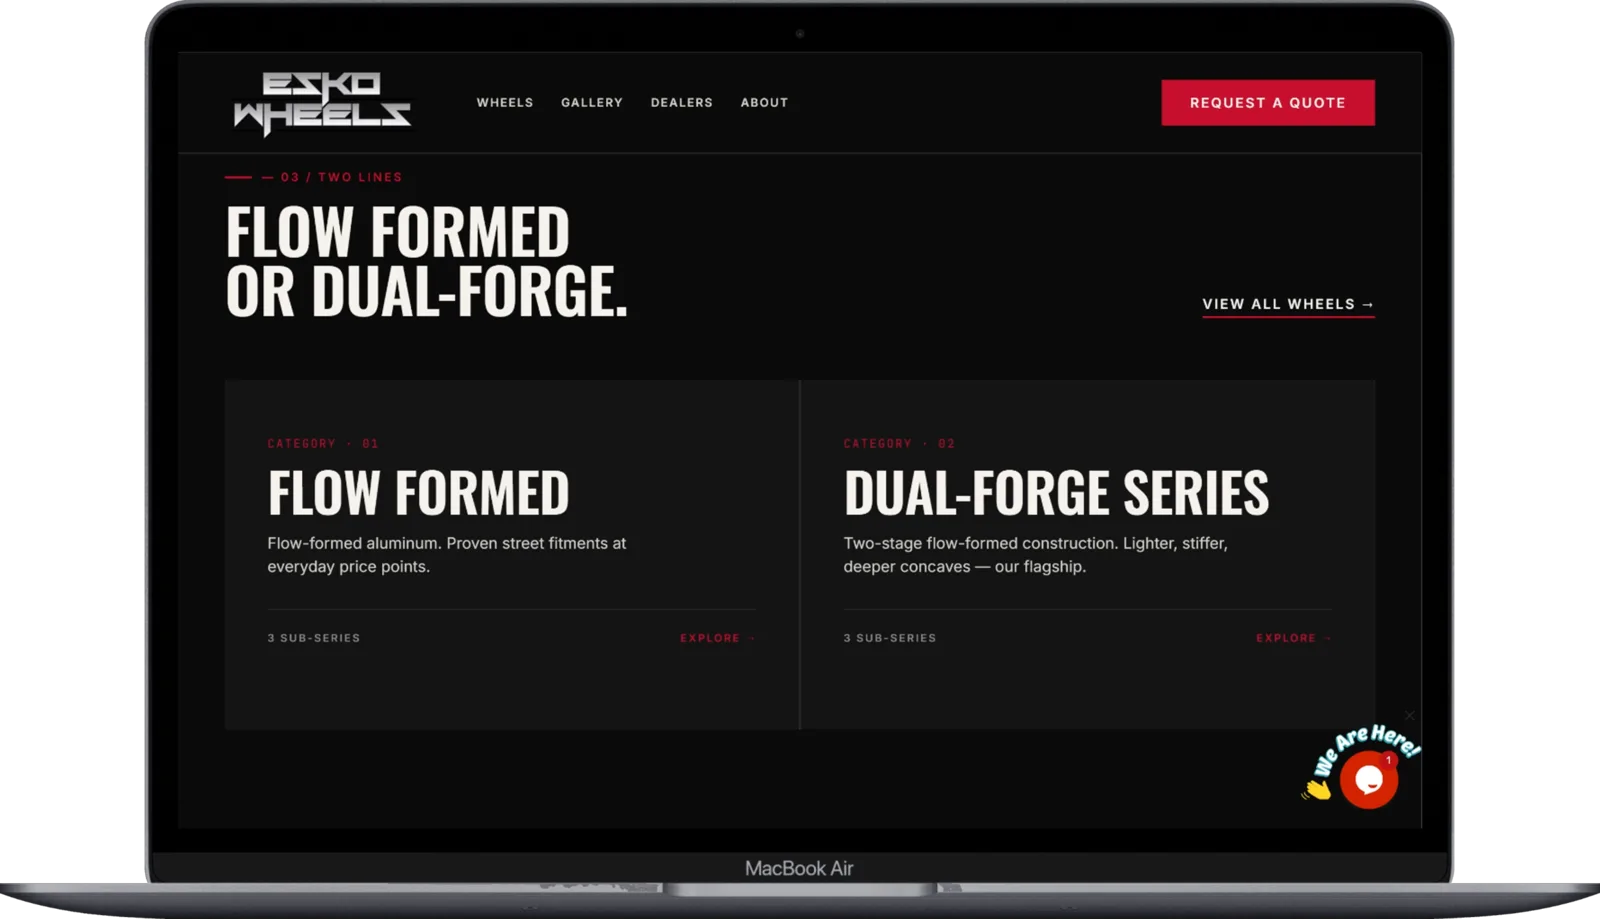 ESKO
WHEELS
WHEELS GALLERY DEALERS ABOUT
REQUEST A QUOTE
— 03 / TWO LINES
FLOW FORMED
OR DUAL-FORGE.
VIEW ALL WHEELS →
CATEGORY · 01
FLOW FORMED
Flow-formed aluminum. Proven street fitments at
everyday price points.
3 SUB-SERIES
EXPLORE →
CATEGORY · 02
DUAL-FORGE SERIES
Two-stage flow-formed construction. Lighter, stiffer,
deeper concaves — our flagship.
3 SUB-SERIES
EXPLORE →
We Are Here!
1
MacBook Air